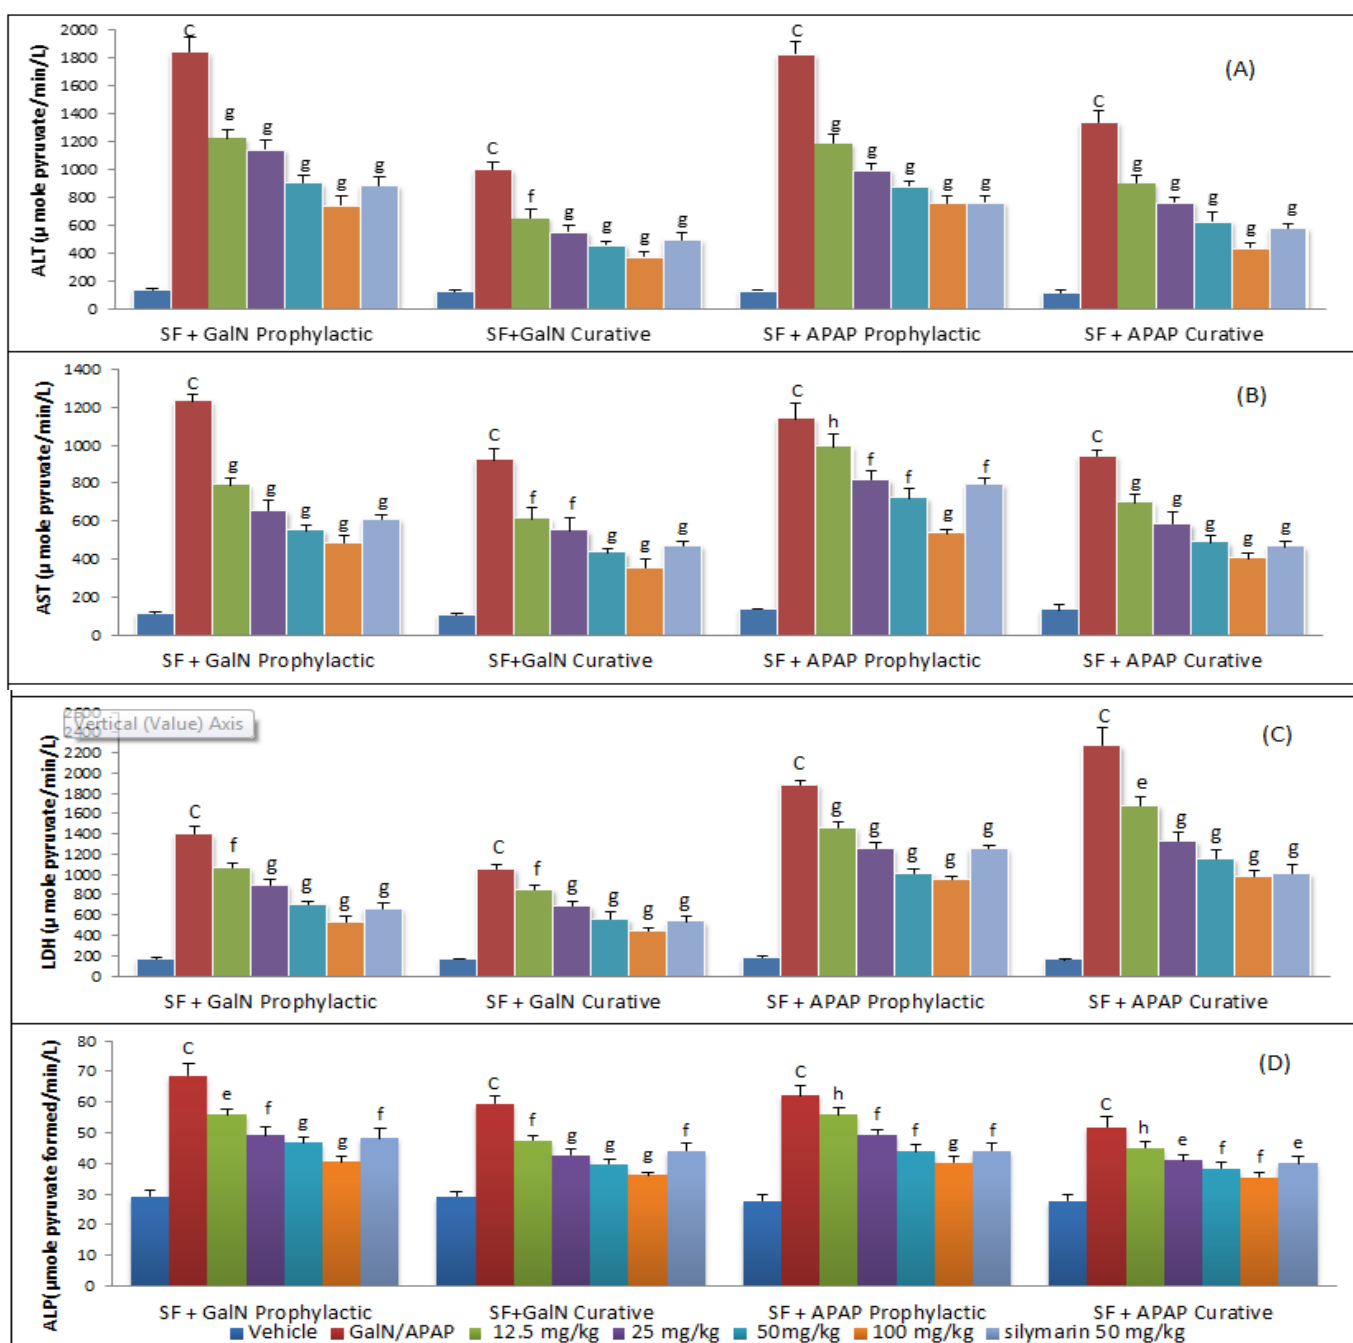 (A)
ALT (µ mole pyruvate/min/L)
2000
1800
1600
1400
1200
1000
800
600
400
200
0
C g g g g g
C f g g g g
C g g g g g
C g g g g g
SF + GalN Prophylactic SF+GalN Curative SF + APAP Prophylactic SF + APAP Curative
(B)
AST (µ mole pyruvate/min/L)
1400
1200
1000
800
600
400
200
0
C g g g g g
C f f g g g
C h f f g f
C g g g g g
SF + GalN Prophylactic SF+GalN Curative SF + APAP Prophylactic SF + APAP Curative
(C)
Vertical (Value) Axis
LDH (µ mole pyruvate/min/L)
2600
2400
2200
2000
1800
1600
1400
1200
1000
800
600
400
200
0
C f g g g g
C f g g g g
C g g g g g
C e g g g g
SF + GalN Prophylactic SF + GalN Curative SF + APAP Prophylactic SF + APAP Curative
(D)
ALP(µmole pyruvate formed/min/L)
80
70
60
50
40
30
20
10
0
C e f g g f
C f g g g f
C h f f g f
C h e f f e
SF + GalN Prophylactic SF+GalN Curative SF + APAP Prophylactic SF + APAP Curative
Vehicle GalN/APAP 12.5 mg/kg 25 mg/kg 50mg/kg 100 mg/kg silymarin 50 mg/kg